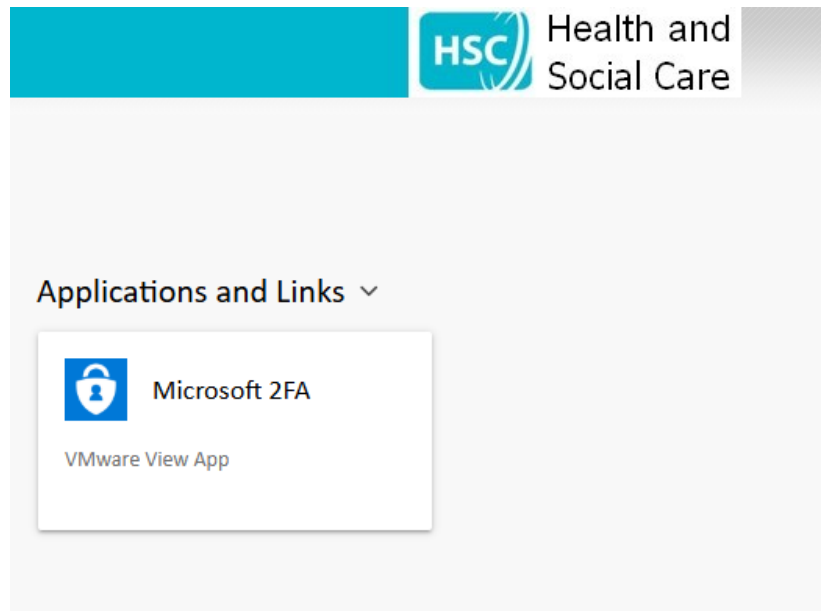 HSC
Health and
Social Care
Applications and Links
Microsoft 2FA
VMware View App